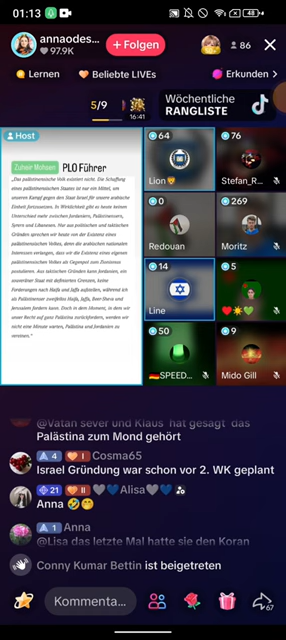 01:13
48
annaodes...
97.9K
+ Folgen
86
Lernen
Beliebte LIVEs
Erkunden
5/9
16:41
Wöchentliche
RANGLISTE
Host
Zuheir Mohsen PLO Führer
„Das palästinensische Volk existiert nicht. Die Schaffung
eines palästinensischen Staates ist nur ein Mittel, um
unseren Kampf gegen den Staat Israel für unsere arabische
Einheit fortzusetzen. In Wirklichkeit gibt es heute keinen
Unterschied mehr zwischen Jordaniern, Palästinensern,
Syrern und Libanesen. Nur aus politischen und taktischen
Gründen sprechen wir heute von der Existenz eines
palästinensischen Volkes, denn die arabischen nationalen
Interessen verlangen, dass wir die Existenz eines eigenen
palästinensischen Volkes als Gegenpol zum Zionismus
postulieren. Aus taktischen Gründen kann Jordanien, ein
souveräner Staat mit definierten Grenzen, keine
Forderungen nach Haifa und Jaffa aufstellen, während ich
als Palästinenser zweifellos Haifa, Jaffa, Beer-Sheva und
Jerusalem fordern kann. Doch in dem Moment, in dem wir
unser Recht auf ganz Palästina zurückfordern, werden wir
nicht eine Minute warten, Palästina und Jordanien zu
vereinen."
64
Lion🦁
76
Stefan_R...
0
Redouan
269
Moritz
14
Line
5
♥️☀️💚
50
🇩🇪SPEED...
9
Mido Gill
@Vatan sever und Klaus hat gesagt das
Palästina zum Mond gehört
4 I Cosma65
Israel Gründung war schon vor 2. WK geplant
21 II 🩶💙Alisa🩶💙
Anna 🤣🤭
1 Anna
@Lisa das letzte Mal hatte sie den Koran
Conny Kumar Bettin ist beigetreten
Kommenta...
67